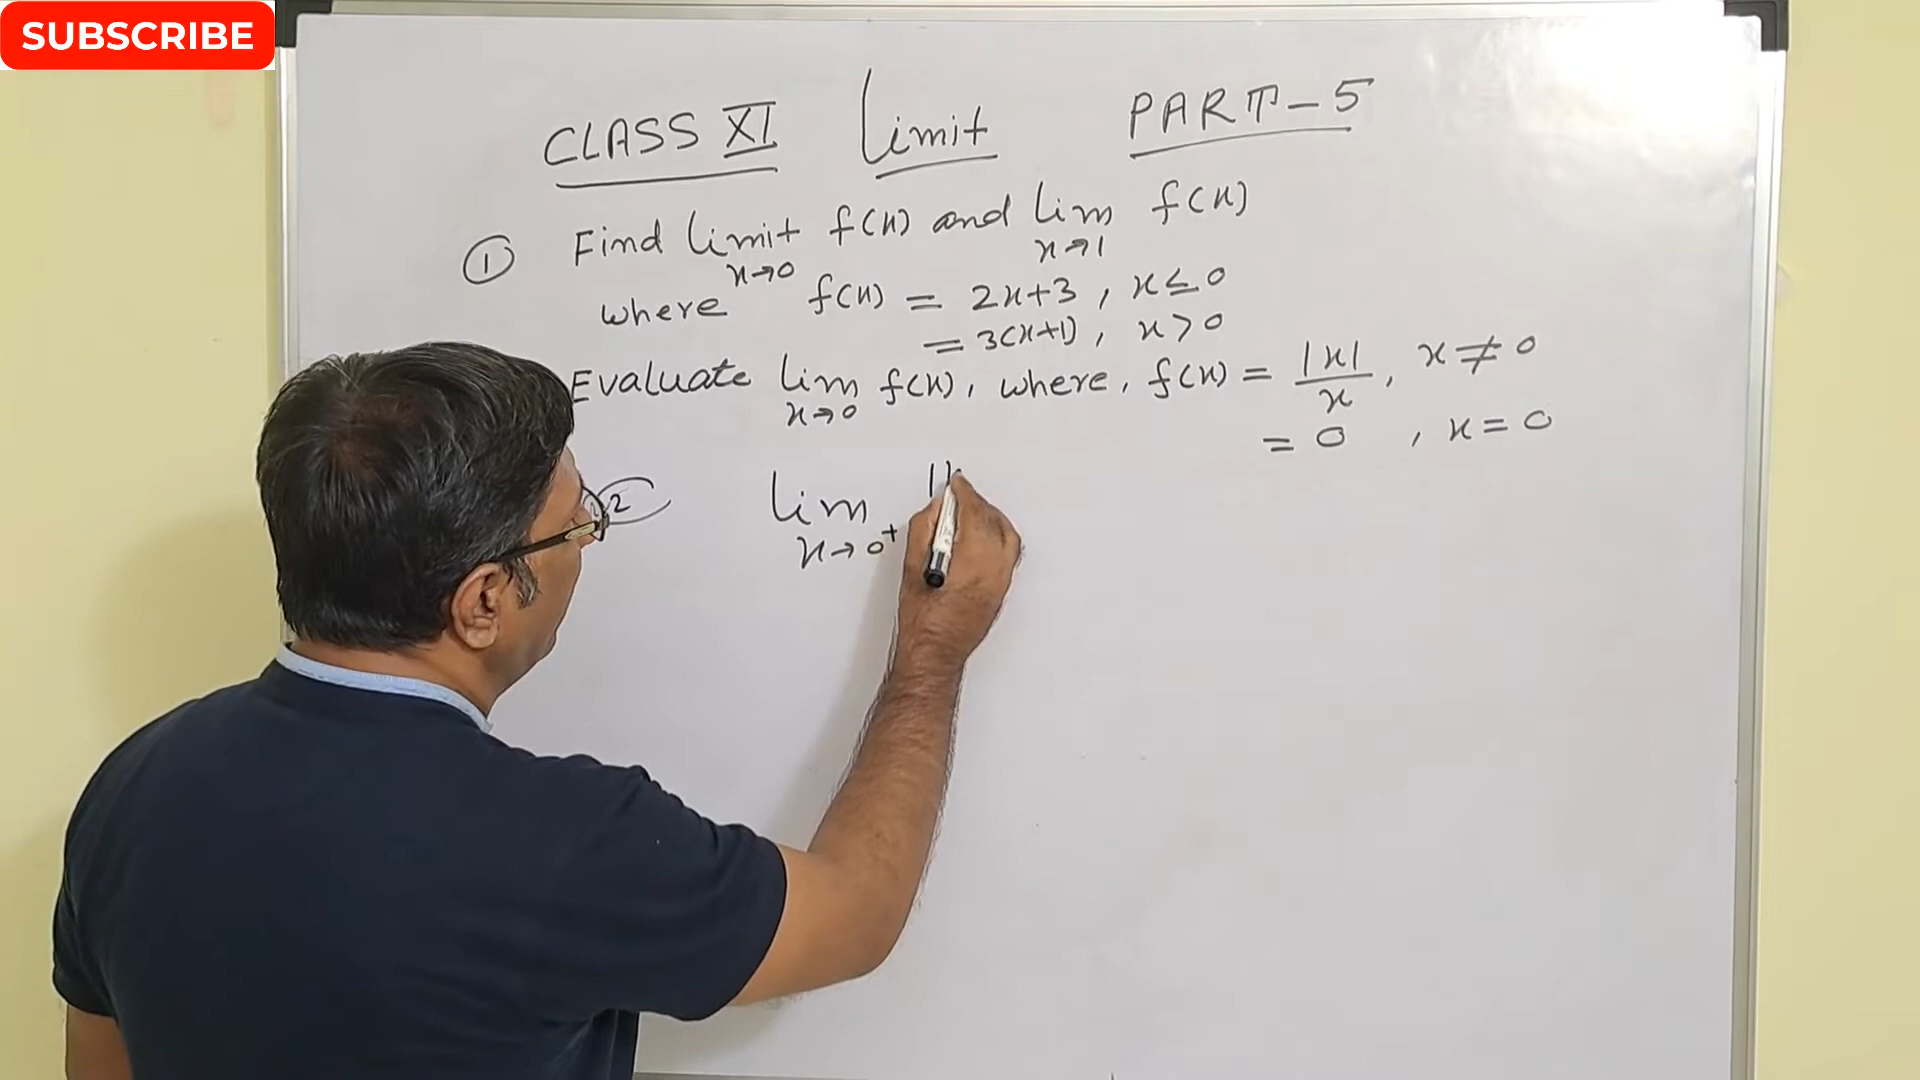 SUBSCRIBE
CLASS XI Limit PART-5
① Find limit f(x) and lim f(x)
x→0 x→1
where f(x) = 2x+3, x≤0
= 3(x+1), x>0
Evaluate lim f(x), where, f(x) = |x|/x, x≠0
x→0
= 0, x=0
2 lim
x→0⁺